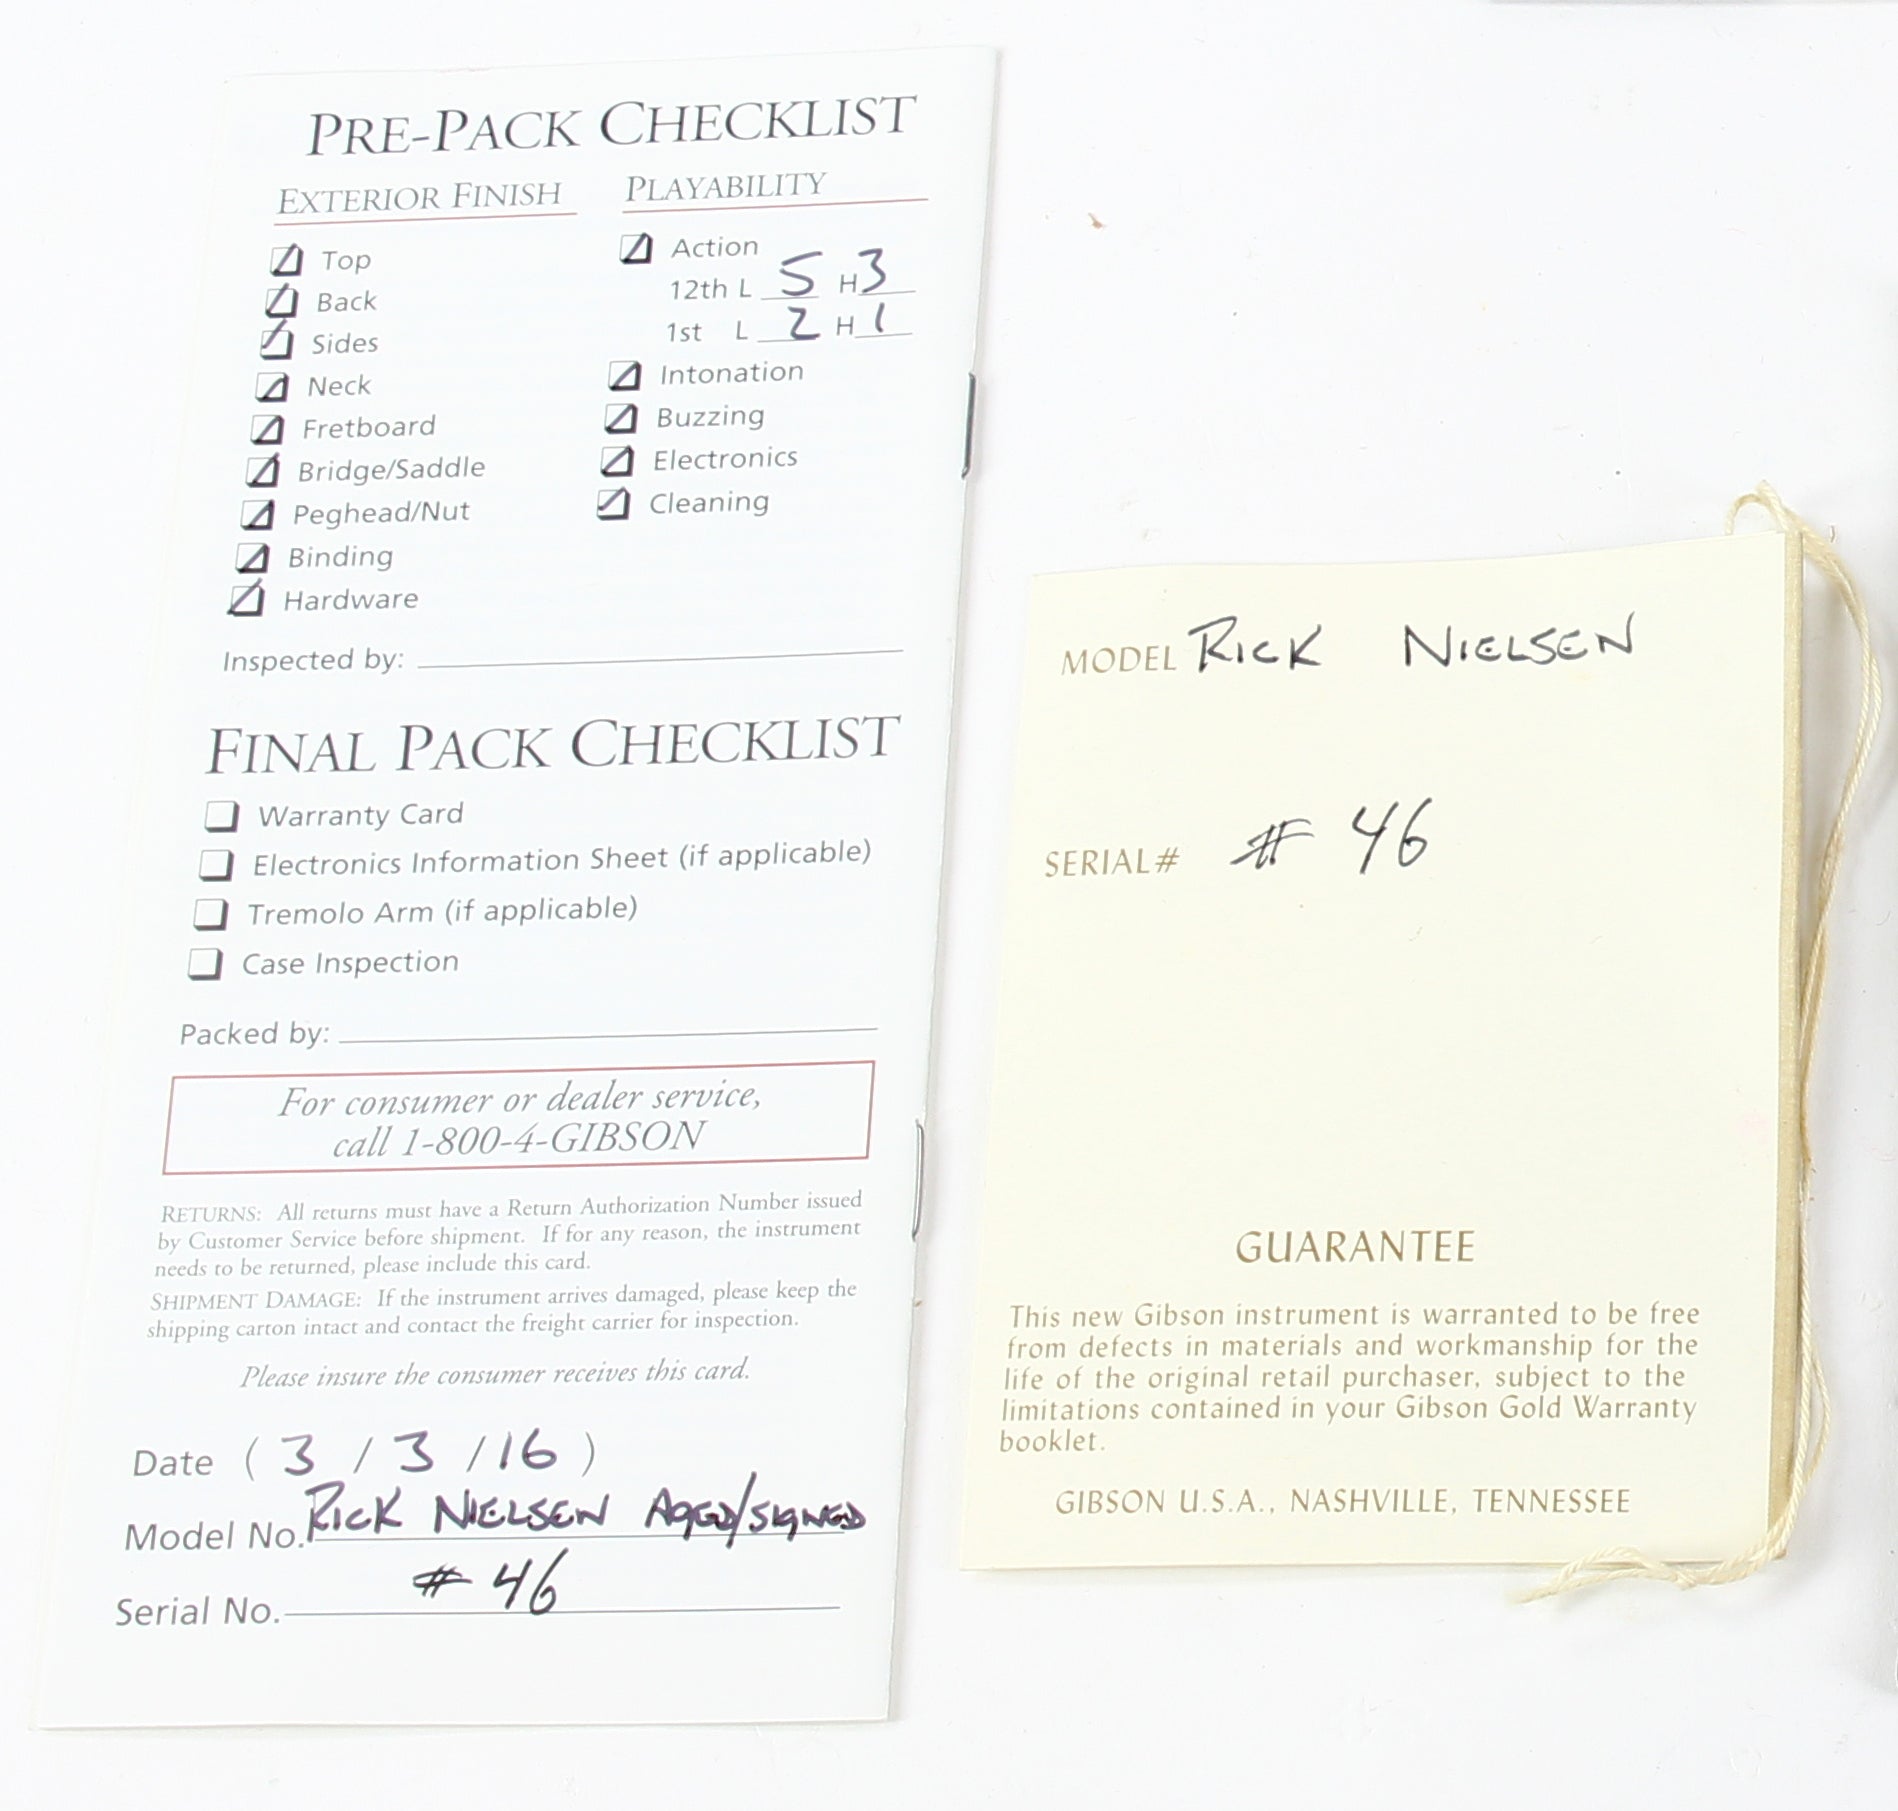 PRE-PACK CHECKLIST
EXTERIOR FINISH
Top
Back
Sides
Neck
Fretboard
Bridge/Saddle
Peghead/Nut
Binding
Hardware
PLAYABILITY
Action
12th L 5 H 3
1st L 2 H 1
Intonation
Buzzing
Electronics
Cleaning
Inspected by:
FINAL PACK CHECKLIST
Warranty Card
Electronics Information Sheet (if applicable)
Tremolo Arm (if applicable)
Case Inspection
Packed by:
For consumer or dealer service,
call 1-800-4-GIBSON
RETURNS: All returns must have a Return Authorization Number issued
by Customer Service before shipment. If for any reason, the instrument
needs to be returned, please include this card.
SHIPMENT DAMAGE: If the instrument arrives damaged, please keep the
shipping carton intact and contact the freight carrier for inspection.
Please insure the consumer receives this card.
Date ( 3 / 3 / 16 )
Model No. RICK NIELSEN AGED/SIGNED
Serial No. # 46
MODEL RICK NIELSEN
SERIAL# # 46
GUARANTEE
This new Gibson instrument is warranted to be free
from defects in materials and workmanship for the
life of the original retail purchaser, subject to the
limitations contained in your Gibson Gold Warranty
booklet.
GIBSON U.S.A., NASHVILLE, TENNESSEE